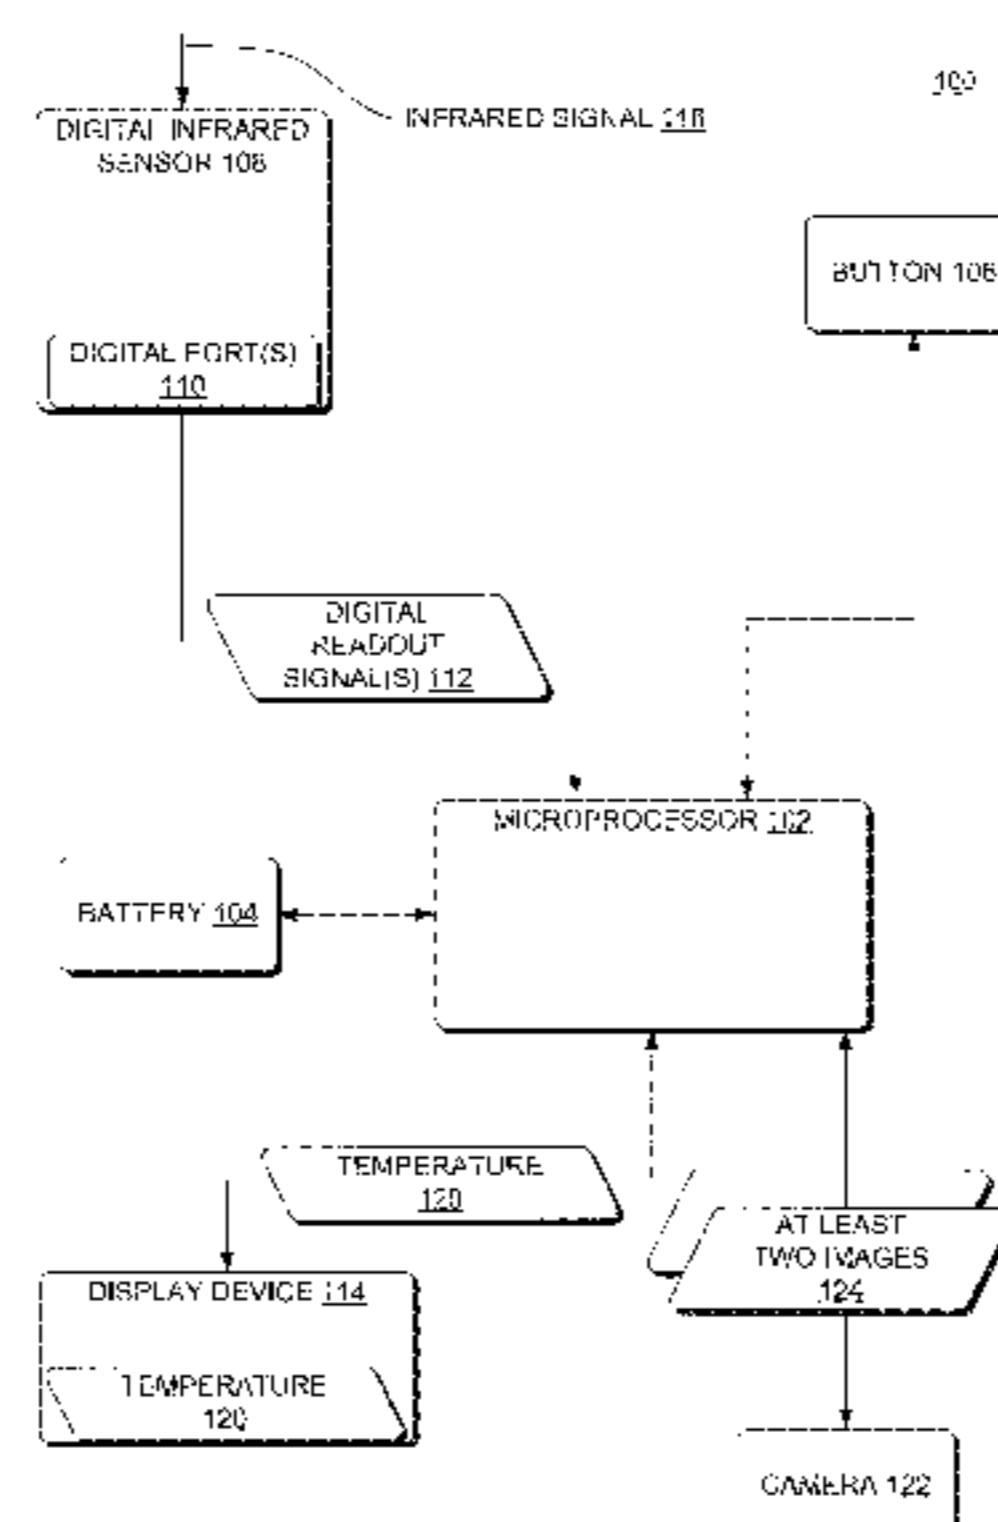 100
INFRARED SIGNAL 116
DIGITAL INFRARED
SENSOR 108
BUTTON 106
DIGITAL PORT(S)
110
DIGITAL
READOUT
SIGNAL(S) 112
MICROPROCESSOR 102
BATTERY 104
TEMPERATURE
120
AT LEAST
TWO IMAGES
124
DISPLAY DEVICE 114
TEMPERATURE
120
CAMERA 122